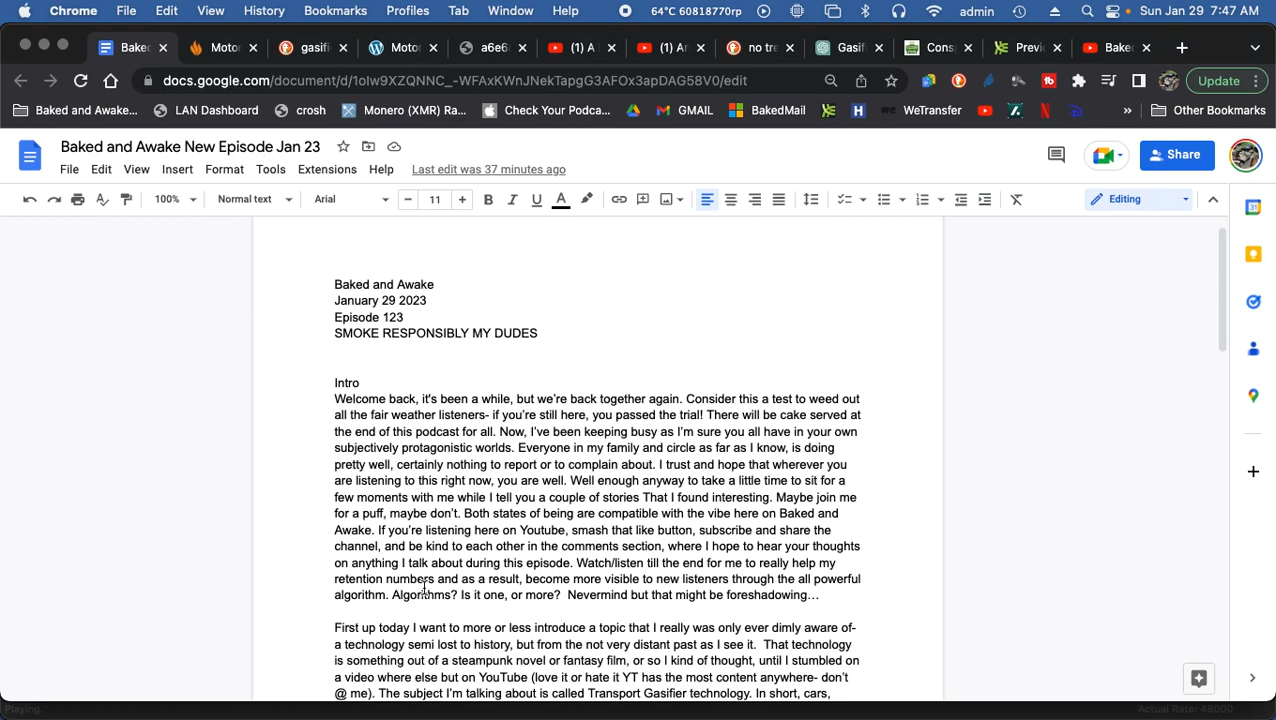 Chrome File Edit View History Bookmarks Profiles Tab Window Help 64°C 60818770rp admin Sun Jan 29 7:47 AM
Baked Motor gasifi Motor a6e6 (1) A (1) Ar no tre Gasif Consp Previ Baked
docs.google.com/document/d/1oIw9XZQNNC_-WFAxKWnJNekTapgG3AFOx3apDAG58V0/edit Update
Baked and Awake... LAN Dashboard crosh Monero (XMR) Ra... Check Your Podca... GMAIL BakedMail WeTransfer » Other Bookmarks
Baked and Awake New Episode Jan 23 Share
File Edit View Insert Format Tools Extensions Help Last edit was 37 minutes ago
100% Normal text Arial 11 Editing
Baked and Awake
January 29 2023
Episode 123
SMOKE RESPONSIBLY MY DUDES
Intro
Welcome back, it's been a while, but we're back together again. Consider this a test to weed out
all the fair weather listeners- if you're still here, you passed the trial! There will be cake served at
the end of this podcast for all. Now, I've been keeping busy as I'm sure you all have in your own
subjectively protagonistic worlds. Everyone in my family and circle as far as I know, is doing
pretty well, certainly nothing to report or to complain about. I trust and hope that wherever you
are listening to this right now, you are well. Well enough anyway to take a little time to sit for a
few moments with me while I tell you a couple of stories That I found interesting. Maybe join me
for a puff, maybe don't. Both states of being are compatible with the vibe here on Baked and
Awake. If you're listening here on Youtube, smash that like button, subscribe and share the
channel, and be kind to each other in the comments section, where I hope to hear your thoughts
on anything I talk about during this episode. Watch/listen till the end for me to really help my
retention numbers and as a result, become more visible to new listeners through the all powerful
algorithm. Algorithms? Is it one, or more? Nevermind but that might be foreshadowing…
First up today I want to more or less introduce a topic that I really was only ever dimly aware of-
a technology semi lost to history, but from the not very distant past as I see it. That technology
is something out of a steampunk novel or fantasy film, or so I kind of thought, until I stumbled on
a video where else but on YouTube (love it or hate it YT has the most content anywhere- don't
@ me). The subject I'm talking about is called Transport Gasifier technology. In short, cars,
Playing... Actual Rate: 48000